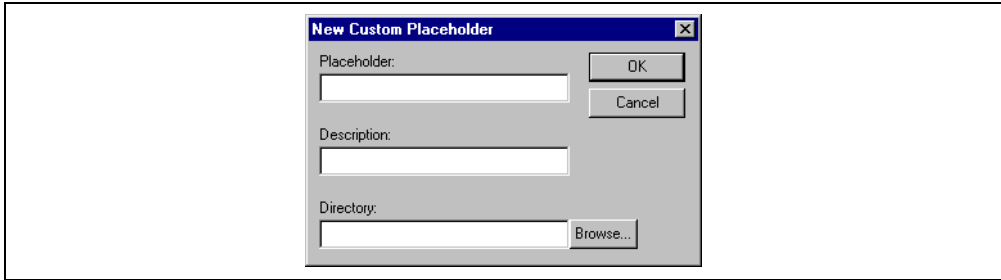 New Custom Placeholder
Placeholder:
OK
Cancel
Description:
Directory:
Browse...